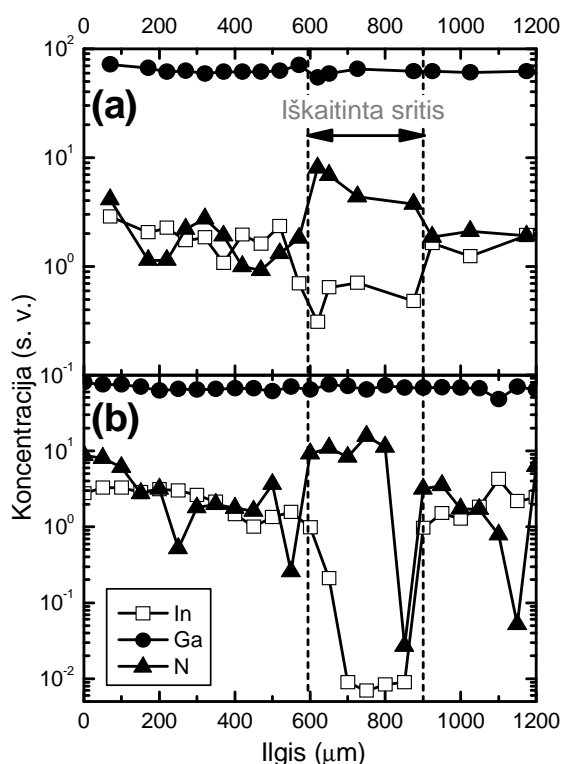 0 200 400 600 800 1000 1200
10²
(a)
Iškaitinta sritis
10¹
10⁰
Koncentracija (s. v.)
10⁻¹
(b)
10¹
10⁰
10⁻¹
In
Ga
N
10⁻²
0 200 400 600 800 1000 1200
Ilgis (μm)